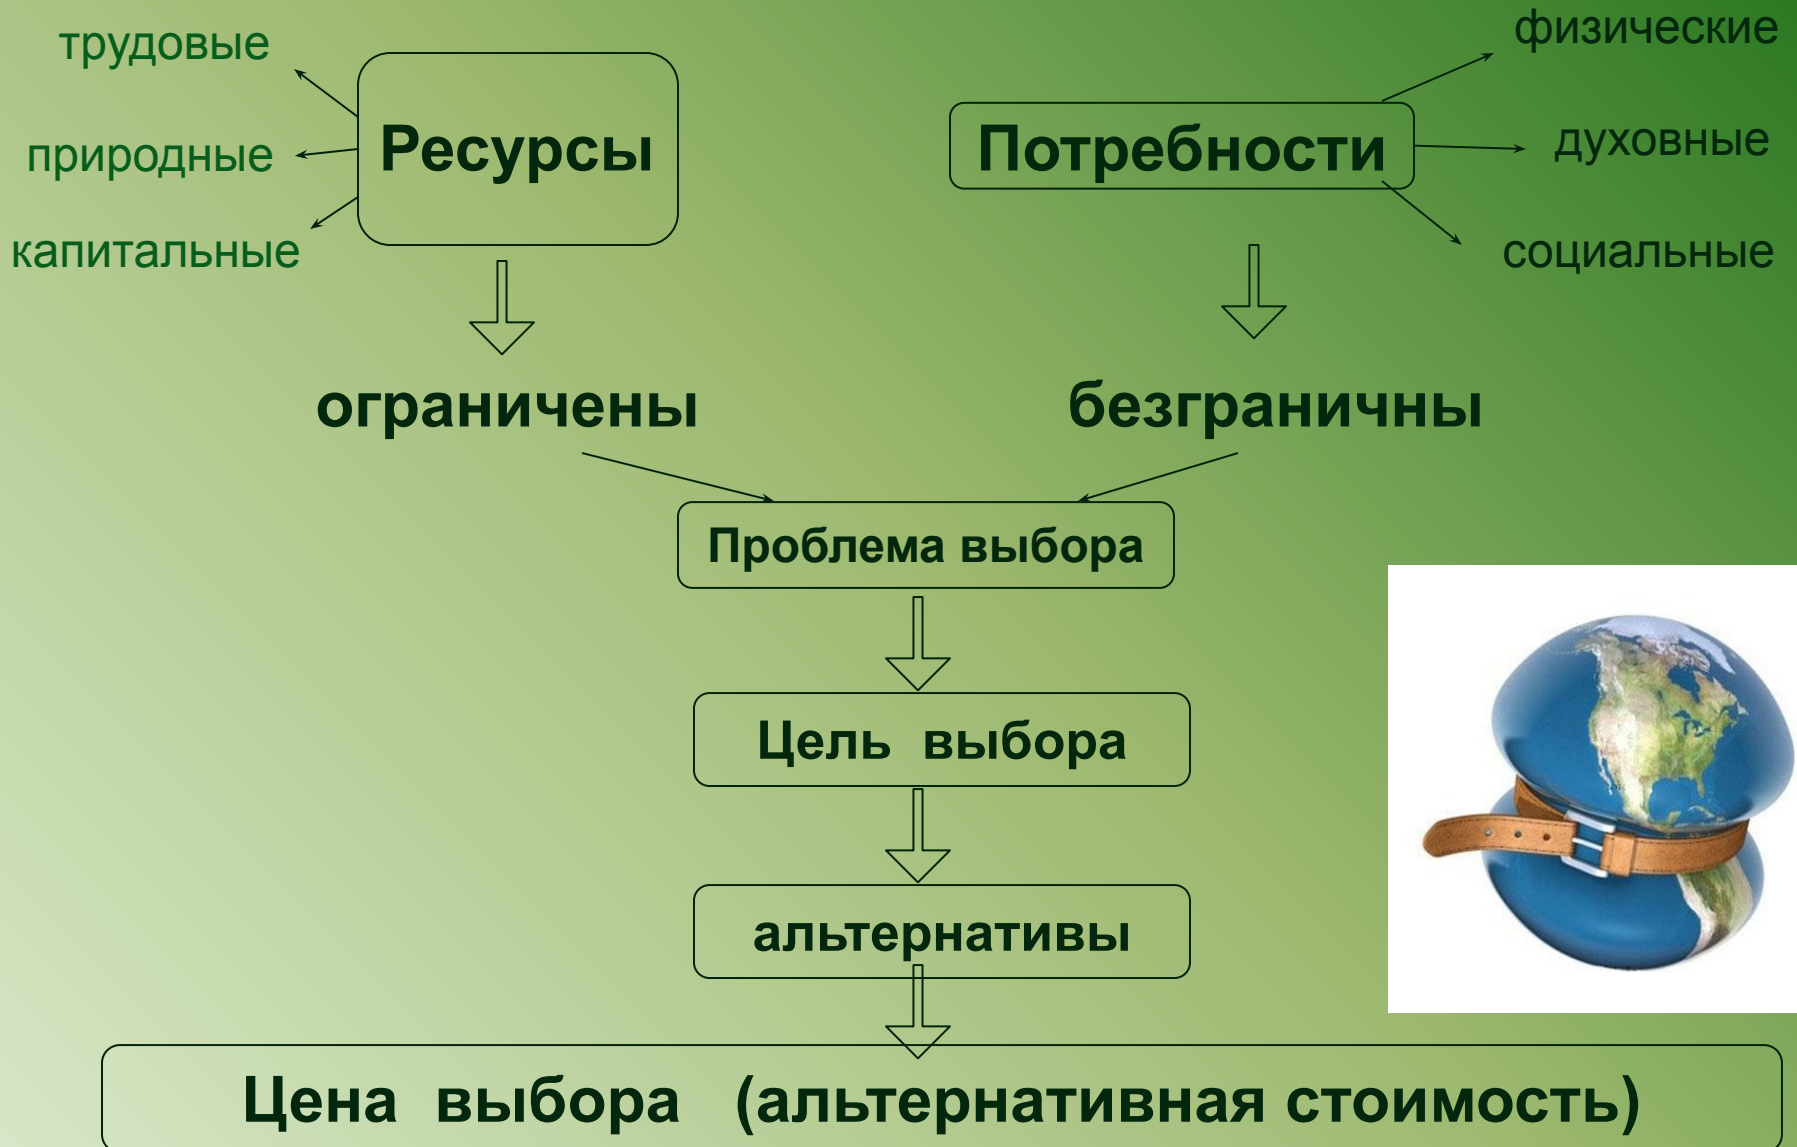 трудовые
природные
капитальные
Ресурсы
Потребности
физические
духовные
социальные
ограничены
безграничны
Проблема выбора
Цель выбора
альтернативы
Цена выбора (альтернативная стоимость)